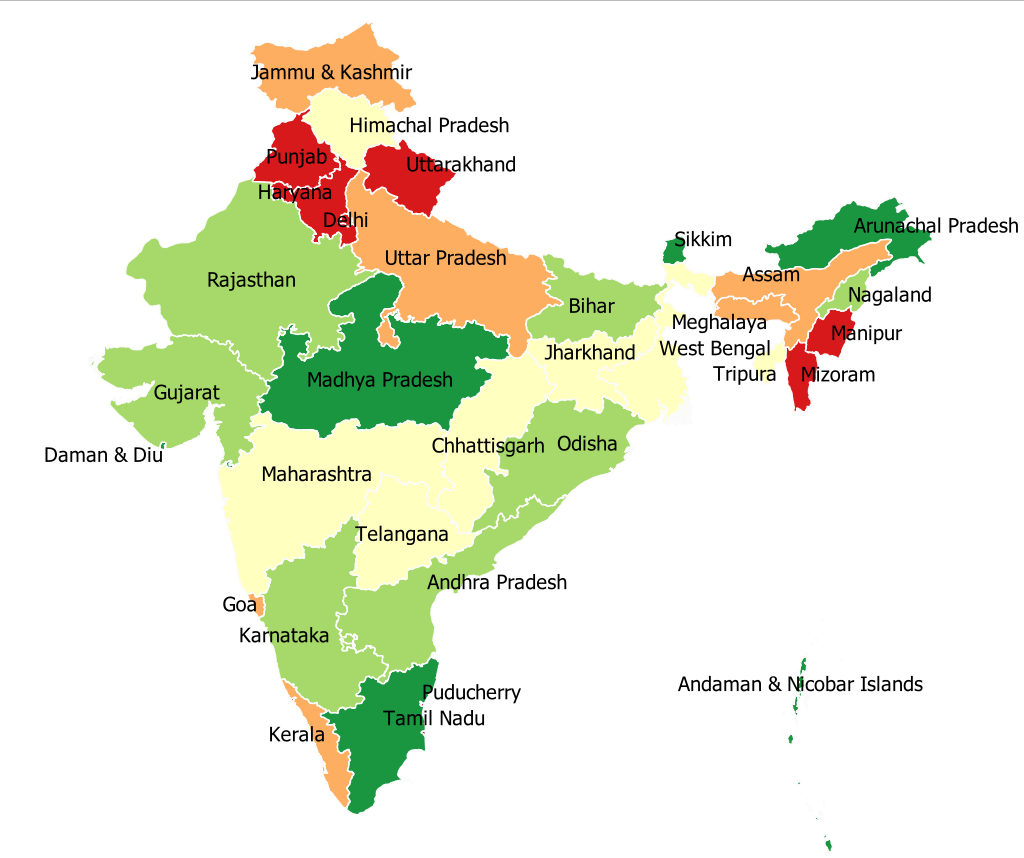 Jammu & Kashmir
Himachal Pradesh
Punjab
Uttarakhand
Haryana
Delhi
Arunachal Pradesh
Sikkim
Uttar Pradesh
Assam
Rajasthan
Nagaland
Bihar
Meghalaya
Manipur
West Bengal
Jharkhand
Tripura
Mizoram
Madhya Pradesh
Gujarat
Chhattisgarh
Odisha
Daman & Diu
Maharashtra
Telangana
Andhra Pradesh
Goa
Karnataka
Andaman & Nicobar Islands
Puducherry
Tamil Nadu
Kerala